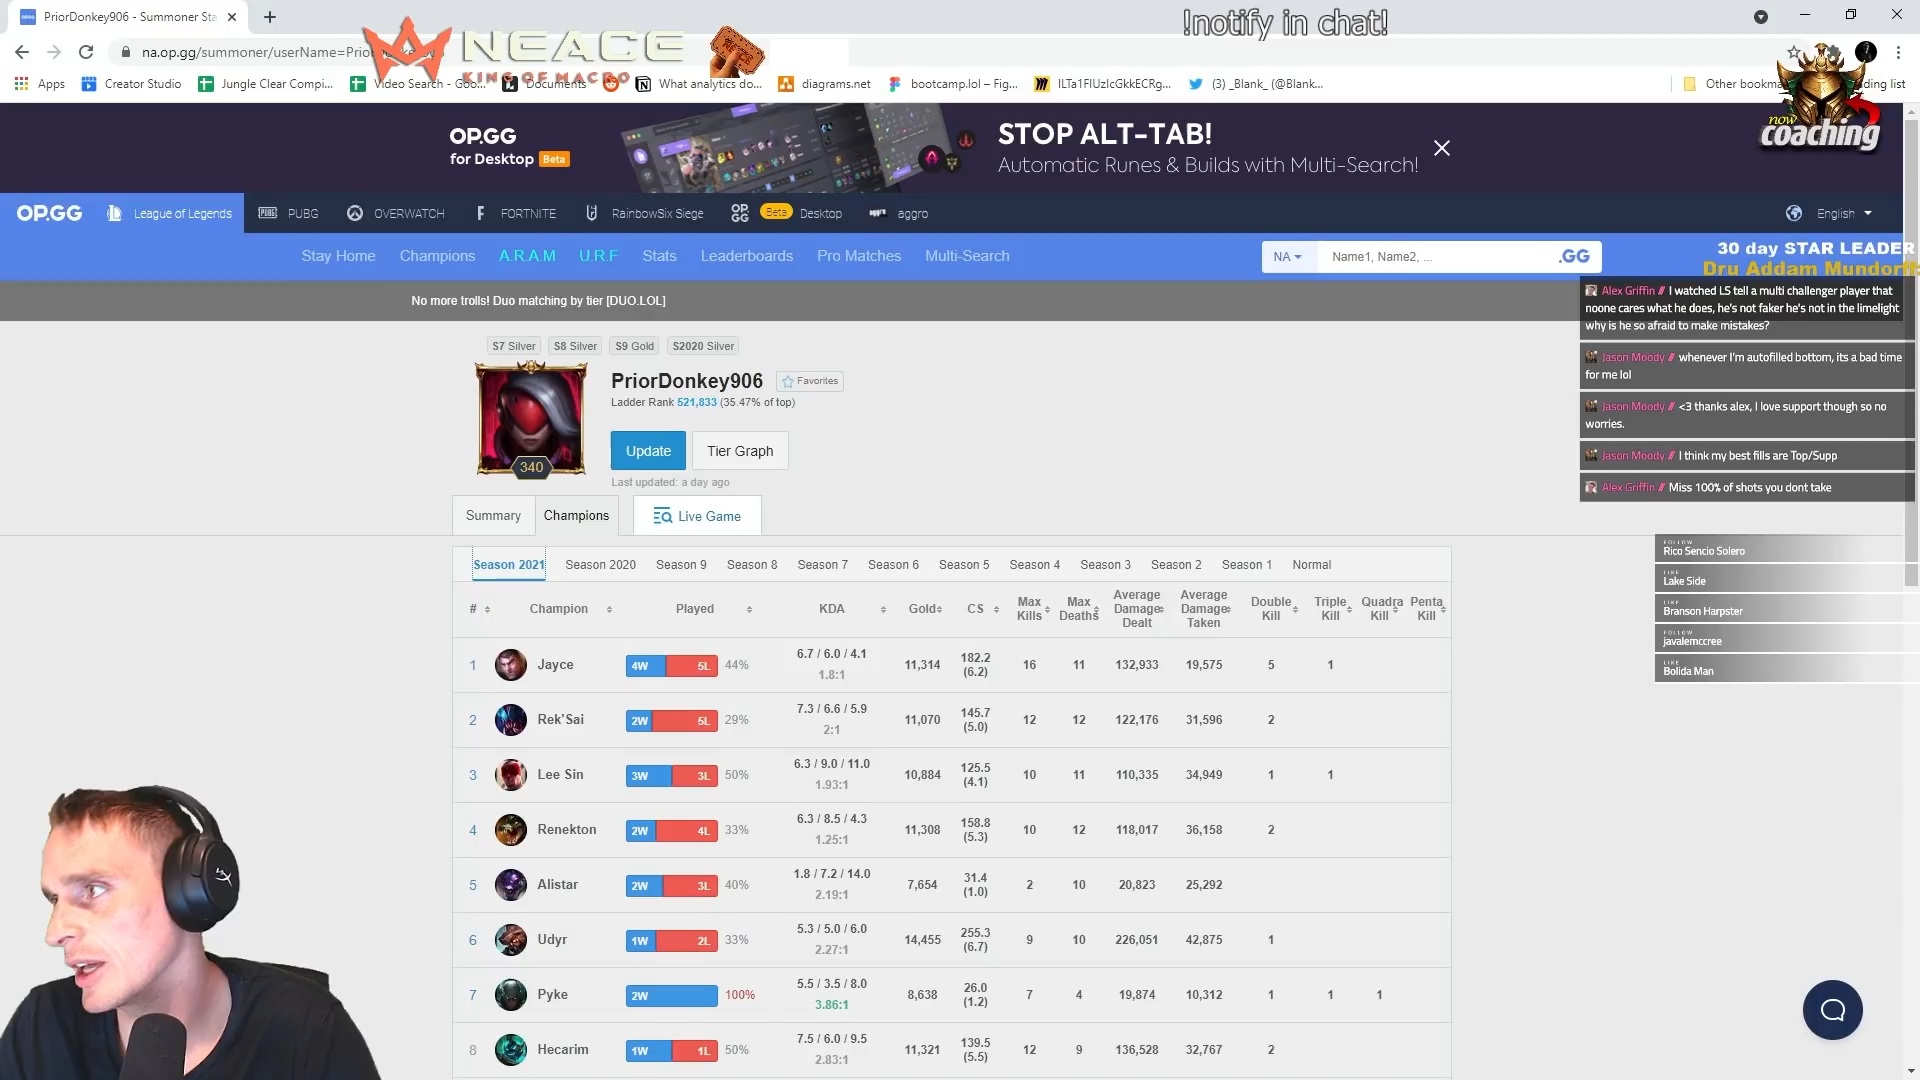 PriorDonkey906 - Summoner Sta
na.op.gg/summoner/userName=Prio
NEACE
KING OF MACRO
!notify in chat!
Apps
Creator Studio
Jungle Clear Compi...
Video Search - Goo...
Documents
What analytics do...
diagrams.net
bootcamp.lol – Fig...
(3) _Blank_ (@Blank...
Other bookma
ding list
now
coaching
OP.GG
for Desktop Beta
STOP ALT-TAB!
Automatic Runes & Builds with Multi-Search!
OP.GG
League of Legends
PUBG
OVERWATCH
FORTNITE
RainbowSix Siege
OP GG
Beta
Desktop
aggro
English
Stay Home
Champions
A.R.A.M
U.R.F
Stats
Leaderboards
Pro Matches
Multi-Search
NA
Name1, Name2, ...
.GG
30 day STAR LEADER
Dru Addam Mundorff
No more trolls! Duo matching by tier [DUO.LOL]
Alex Griffin // I watched LS tell a multi challenger player that
noone cares what he does, he's not faker he's not in the limelight
why is he so afraid to make mistakes?
Jason Moody // whenever I'm autofilled bottom, its a bad time
for me lol
Jason Moody // <3 thanks alex, I love support though so no
worries.
Jason Moody // I think my best fills are Top/Supp
Alex Griffin // Miss 100% of shots you dont take
FOLLOW
Rico Sencio Solero
LIKE
Lake Side
LIKE
Branson Harpster
FOLLOW
javalemccree
LIKE
Bolida Man
S7 Silver
S8 Silver
S9 Gold
S2020 Silver
340
PriorDonkey906
Favorites
Ladder Rank 521,833 (35.47% of top)
Update
Tier Graph
Last updated: a day ago
Summary
Champions
Live Game
Season 2021
Season 2020
Season 9
Season 8
Season 7
Season 6
Season 5
Season 4
Season 3
Season 2
Season 1
Normal
# Champion Played KDA Gold CS Max Kills Max Deaths Average Damage Dealt Average Damage Taken Double Kill Triple Kill Quadra Kill Penta Kill
1 Jayce 4W 5L 44% 6.7 / 6.0 / 4.1 1.8:1 11,314 182.2 (6.2) 16 11 132,933 19,575 5 1
2 Rek'Sai 2W 5L 29% 7.3 / 6.6 / 5.9 2:1 11,070 145.7 (5.0) 12 12 122,176 31,596 2
3 Lee Sin 3W 3L 50% 6.3 / 9.0 / 11.0 1.93:1 10,884 125.5 (4.1) 10 11 110,335 34,949 1 1
4 Renekton 2W 4L 33% 6.3 / 8.5 / 4.3 1.25:1 11,308 158.8 (5.3) 10 12 118,017 36,158 2
5 Alistar 2W 3L 40% 1.8 / 7.2 / 14.0 2.19:1 7,654 31.4 (1.0) 2 10 20,823 25,292
6 Udyr 1W 2L 33% 5.3 / 5.0 / 6.0 2.27:1 14,455 255.3 (6.7) 9 10 226,051 42,875 1
7 Pyke 2W 100% 5.5 / 3.5 / 8.0 3.86:1 8,638 26.0 (1.2) 7 4 19,874 10,312 1 1 1
8 Hecarim 1W 1L 50% 7.5 / 6.0 / 9.5 2.83:1 11,321 139.5 (5.5) 12 9 136,528 32,767 2